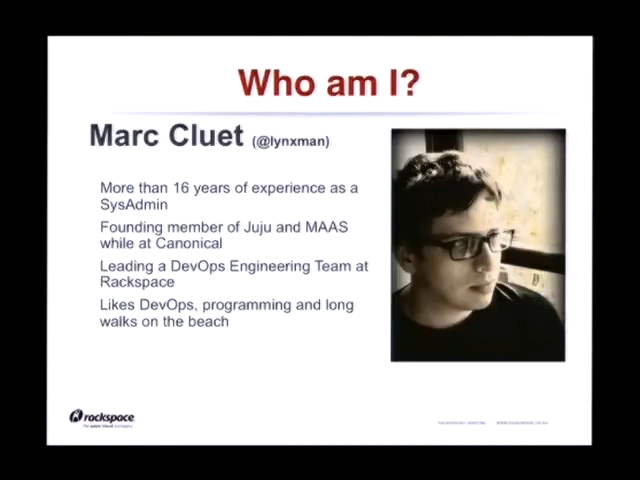 Who am I?
Marc Cluet (@lynxman)
More than 16 years of experience as a
SysAdmin
Founding member of Juju and MAAS
while at Canonical
Leading a DevOps Engineering Team at
Rackspace
Likes DevOps, programming and long
walks on the beach
rackspace